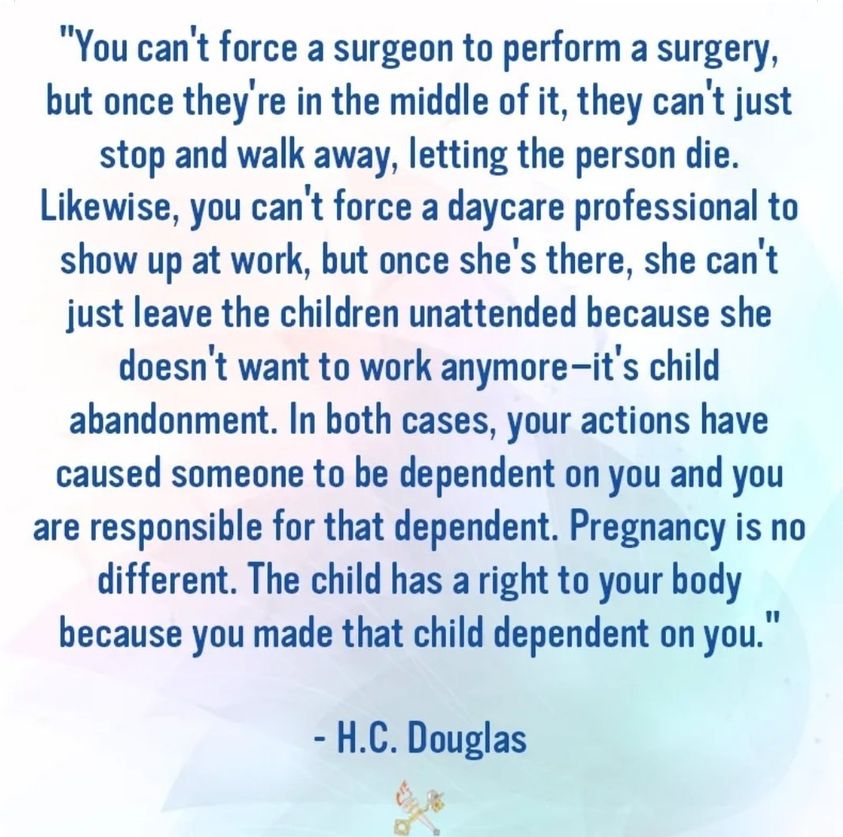 "You can't force a surgeon to perform a surgery,
but once they're in the middle of it, they can't just
stop and walk away, letting the person die.
Likewise, you can't force a daycare professional to
show up at work, but once she's there, she can't
just leave the children unattended because she
doesn't want to work anymore—it's child
abandonment. In both cases, your actions have
caused someone to be dependent on you and you
are responsible for that dependent. Pregnancy is no
different. The child has a right to your body
because you made that child dependent on you."
- H.C. Douglas